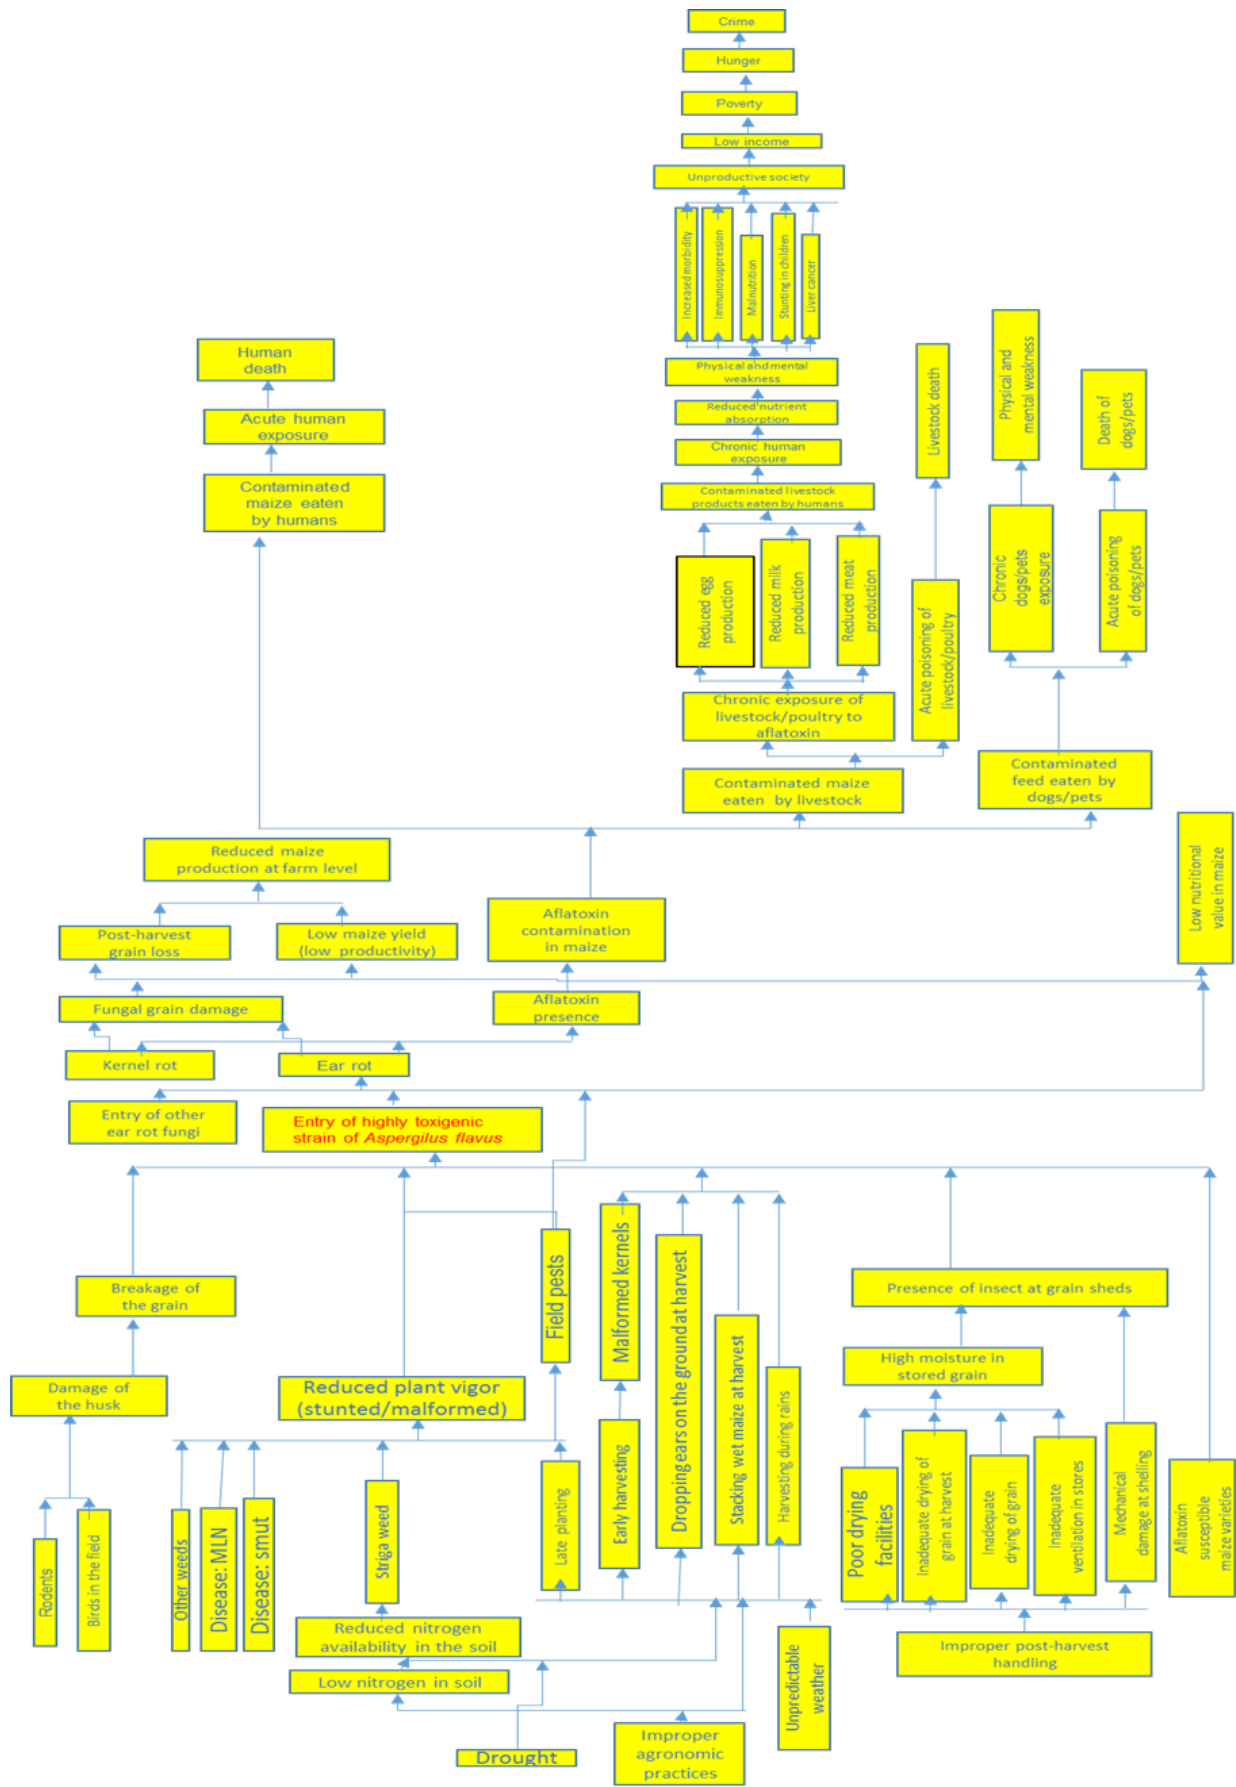 Crime
Hunger
Poverty
Low income
Unproductive society
Increased morbidity
Immunosuppression
Malnutrition
Stunting in children
Liver cancer
Physical and mental
weakness
Reduced nutrient
absorption
Chronic human
exposure
Contaminated livestock
products eaten by humans
Human
death
Acute human
exposure
Contaminated
maize eaten
by humans
Livestock death
Physical and
mental weakness
Death of
dogs/pets
Reduced egg
production
Reduced milk
production
Reduced meat
production
Acute poisoning of
livestock/poultry
Chronic
dogs/pets
exposure
Acute poisoning
of dogs/pets
Chronic exposure of
livestock/poultry to
aflatoxin
Contaminated maize
eaten by livestock
Contaminated
feed eaten by
dogs/pets
Reduced maize
production at farm level
Post-harvest
grain loss
Low maize yield
(low productivity)
Aflatoxin
contamination
in maize
Low nutritional
value in maize
Fungal grain damage
Aflatoxin
presence
Kernel rot
Ear rot
Entry of other
ear rot fungi
Entry of highly toxigenic
strain of Aspergilus flavus
Breakage of
the grain
Field pests
Malformed kernels
Dropping ears on the ground at harvest
Stacking wet maize at harvest
Harvesting during rains
Presence of insect at grain sheds
Damage of
the husk
Reduced plant vigor
(stunted/malformed)
High moisture in
stored grain
Rodents
Birds in the field
Other weeds
Disease: MLN
Disease: smut
Striga weed
Late planting
Early harvesting
Poor drying
facilities
Inadequate drying of
grain at harvest
Inadequate
drying of grain
Inadequate
ventilation in stores
Mechanical
damage at shelling
Aflatoxin
susceptible
maize varieties
Reduced nitrogen
availability in the soil
Low nitrogen in soil
Unpredictable
weather
Improper post-harvest
handling
Drought
Improper
agronomic
practices